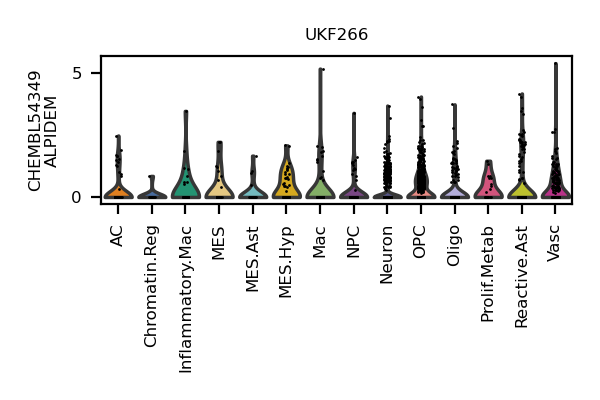 UKF266
CHEMBL54349
ALPIDEM
5
0
AC
Chromatin.Reg
Inflammatory.Mac
MES
MES.Ast
MES.Hyp
Mac
NPC
Neuron
OPC
Oligo
Prolif.Metab
Reactive.Ast
Vasc